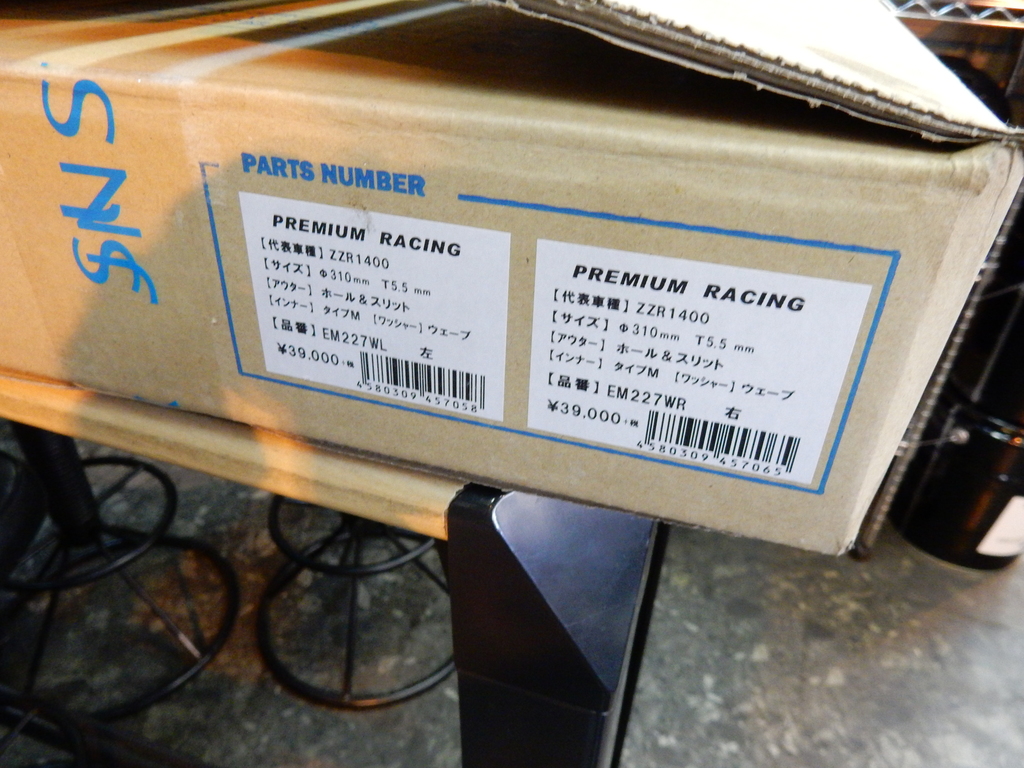 PARTS NUMBER
PREMIUM RACING
【代表車種】ZZR1400
【サイズ】Φ310mm T5.5 mm
【アウター】ホール&スリット
【インナー】タイプM 【ワッシャー】ウェーブ
【品番】EM227WL 左
¥39,000+税
4580309 457058
PREMIUM RACING
【代表車種】ZZR1400
【サイズ】Φ310mm T5.5 mm
【アウター】ホール&スリット
【インナー】タイプM 【ワッシャー】ウェーブ
【品番】EM227WR 右
¥39,000+税
4580309 457065